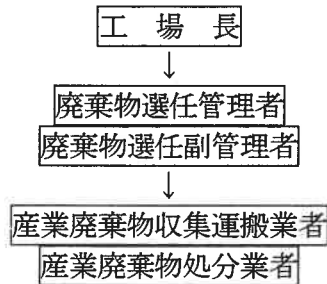 工　場　長
↓
廃棄物選任管理者
廃棄物選任副管理者
↓
産業廃棄物収集運搬業者
産業廃棄物処分業者